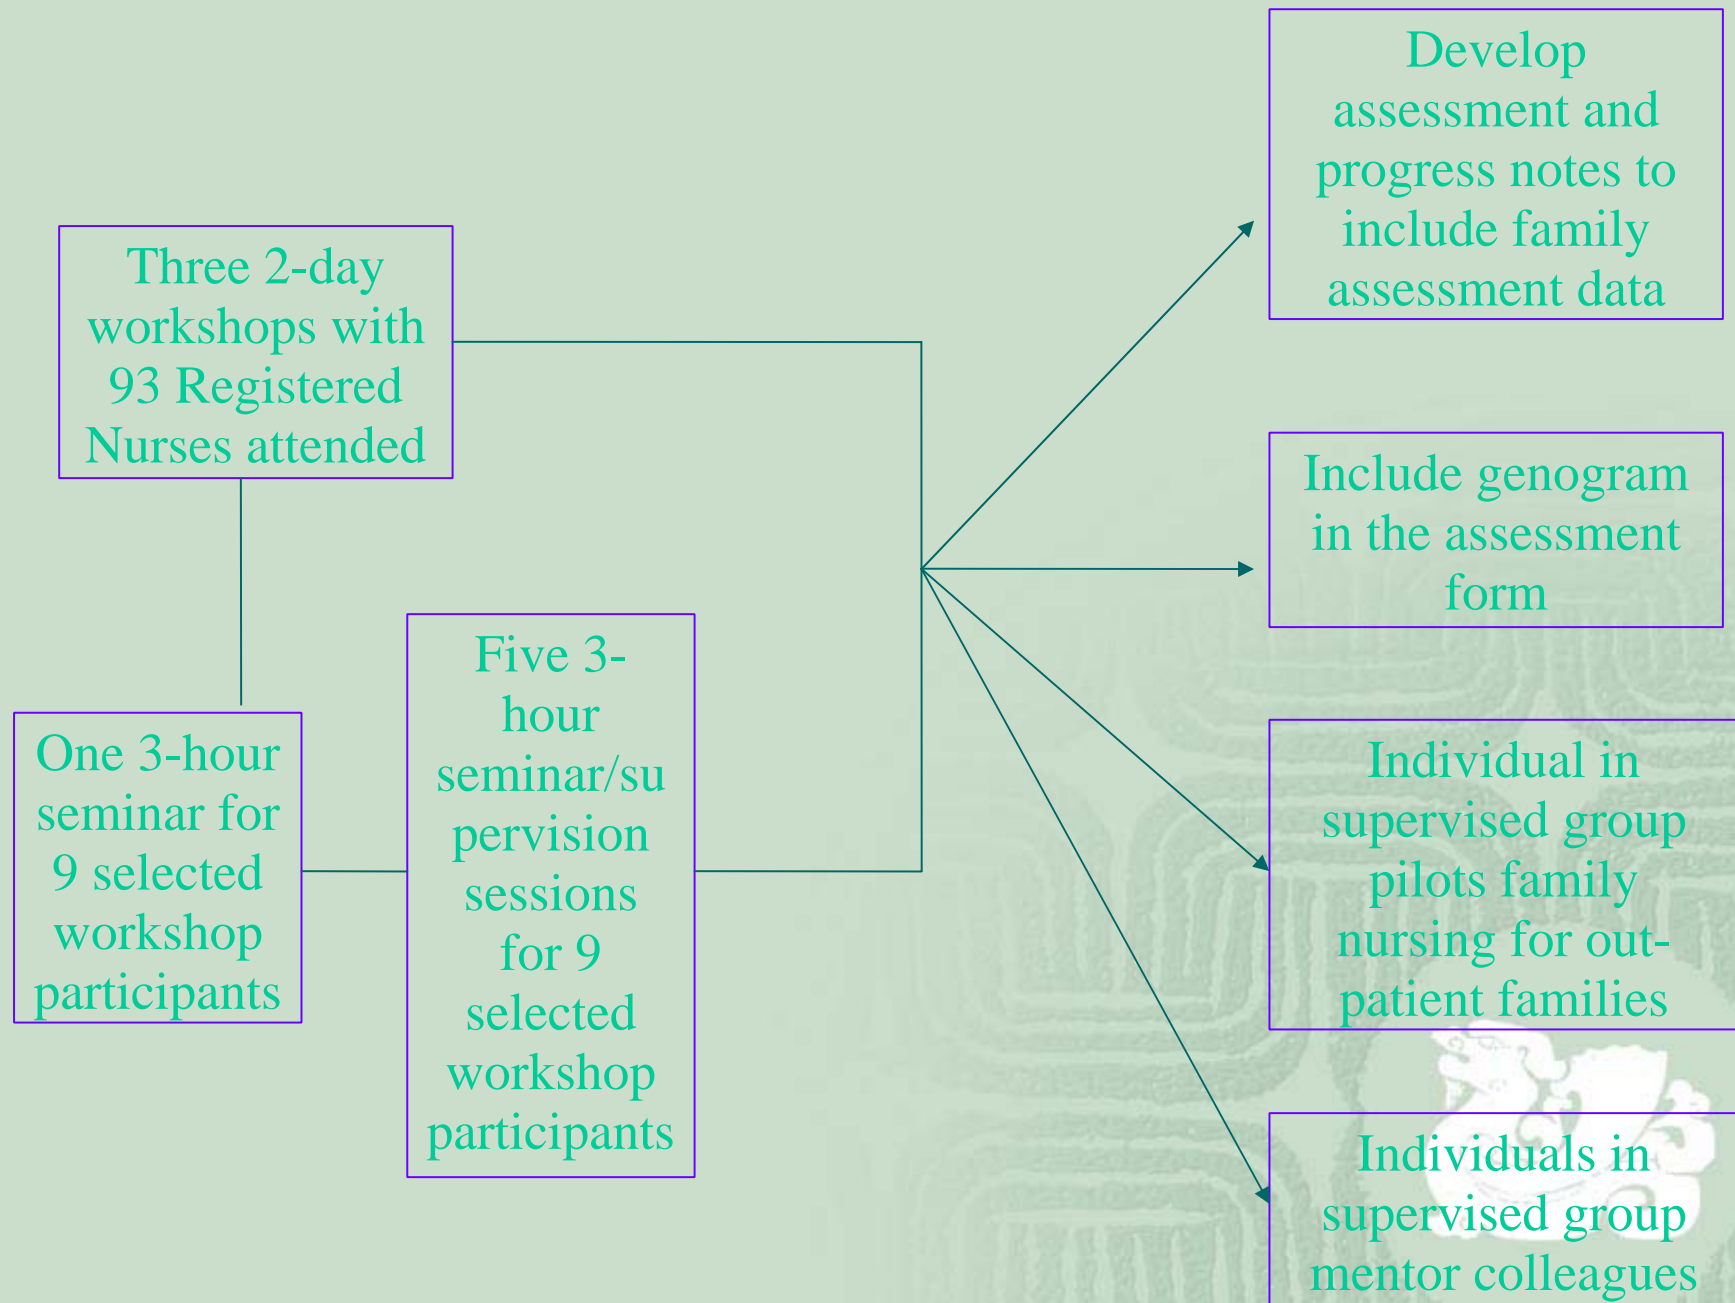 Three 2-day
workshops with
93 Registered
Nurses attended
One 3-hour
seminar for
9 selected
workshop
participants
Five 3-
hour
seminar/su
pervision
sessions
for 9
selected
workshop
participants
Develop
assessment and
progress notes to
include family
assessment data
Include genogram
in the assessment
form
Individual in
supervised group
pilots family
nursing for out-
patient families
Individuals in
supervised group
mentor colleagues